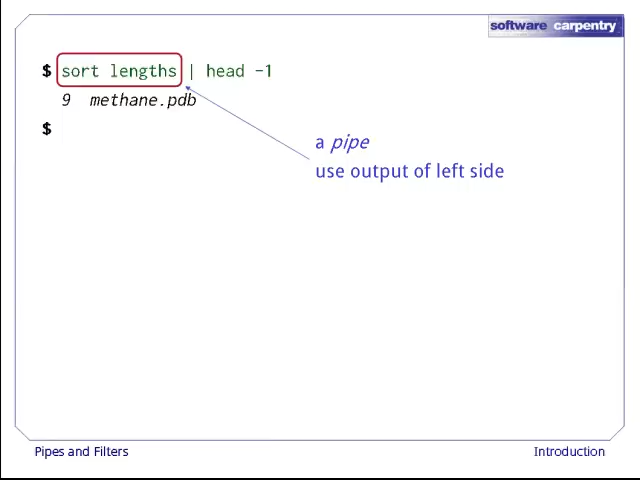 software carpentry
$ sort lengths | head -1
9 methane.pdb
$
a pipe
use output of left side
Pipes and Filters
Introduction